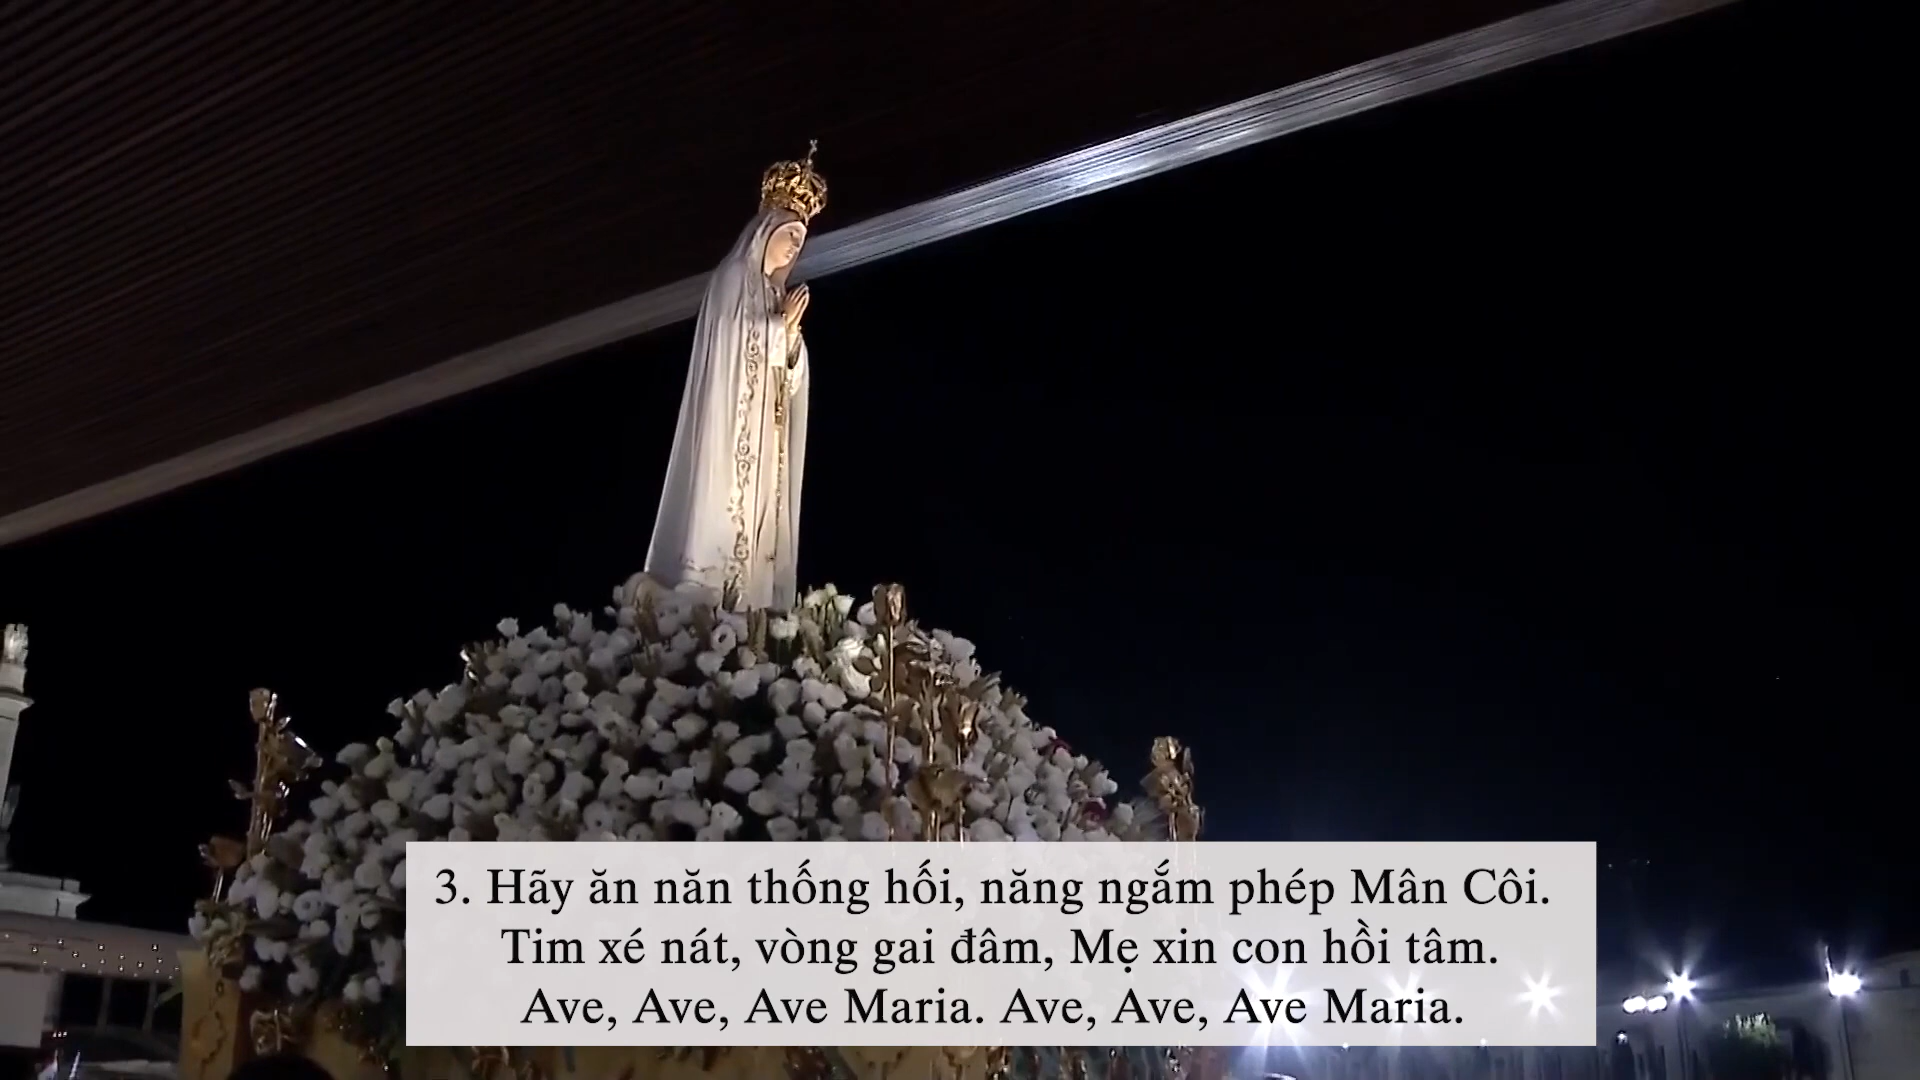 3. Hãy ăn năn thống hối, năng ngắm phép Mân Côi.
Tim xé nát, vòng gai đâm, Mẹ xin con hồi tâm.
Ave, Ave, Ave Maria. Ave, Ave, Ave Maria.